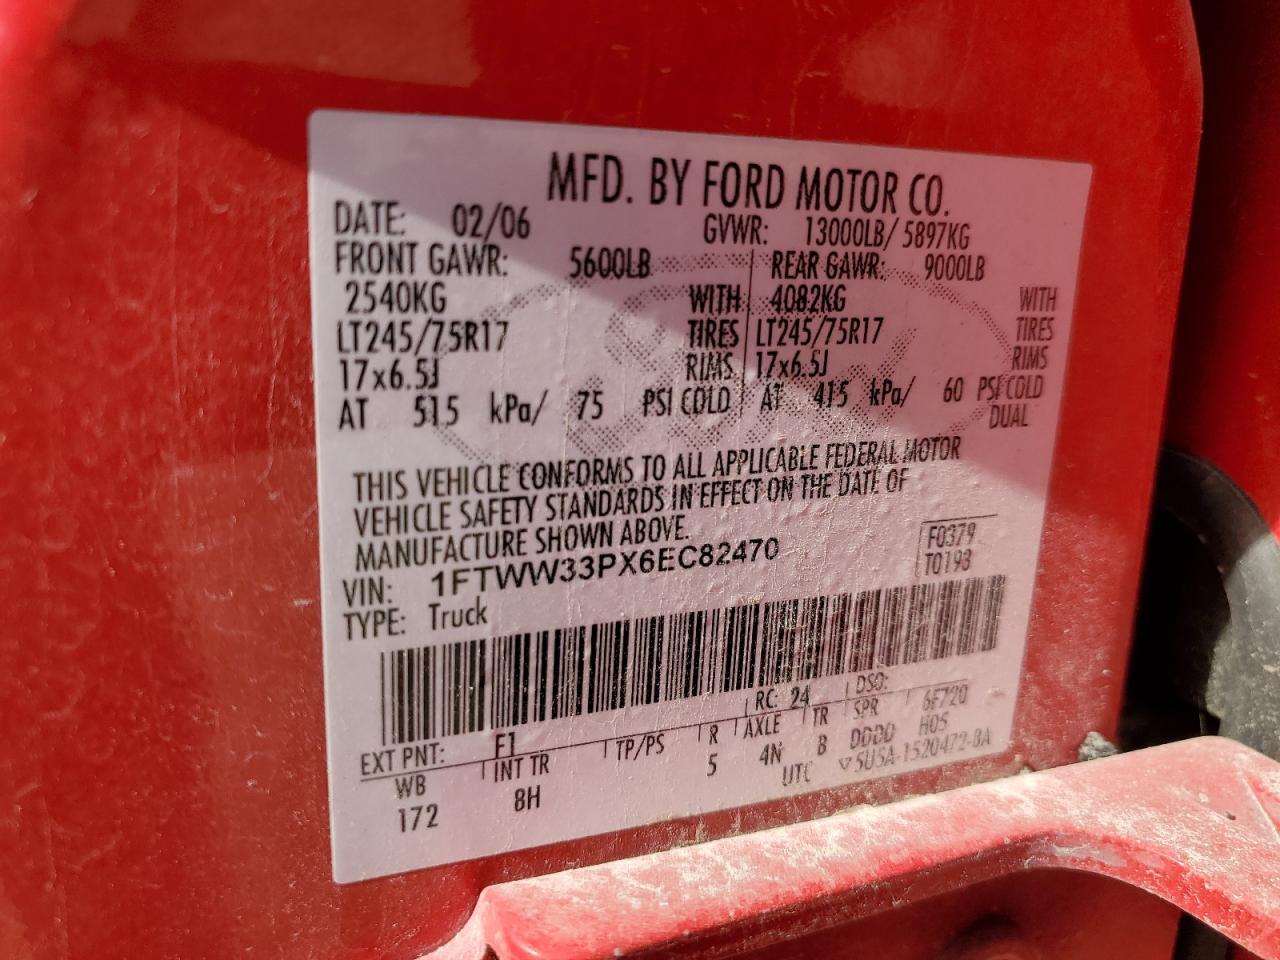 MFD. BY FORD MOTOR CO.
DATE: 02/06 GVWR: 13000LB/ 5897KG
FRONT GAWR: 5600LB REAR GAWR: 9000LB
2540KG WITH 4082KG WITH
LT245/75R17 TIRES LT245/75R17 TIRES
17x6.5J RIMS 17x6.5J RIMS
AT 515 kPa/ 75 PSI COLD AT 415 kPa/ 60 PSI COLD
DUAL
THIS VEHICLE CONFORMS TO ALL APPLICABLE FEDERAL MOTOR
VEHICLE SAFETY STANDARDS IN EFFECT ON THE DATE OF
MANUFACTURE SHOWN ABOVE.
F0379
VIN: 1FTWW33PX6EC82470
T0193
TYPE: Truck
EXT PNT: F1 RC: 24 DSO:
WB INT TR TP/PS R AXLE TR SPR 6F720
172 8H 5 4N B DDDD H05
UTC ▽5U5A-1520472-BA